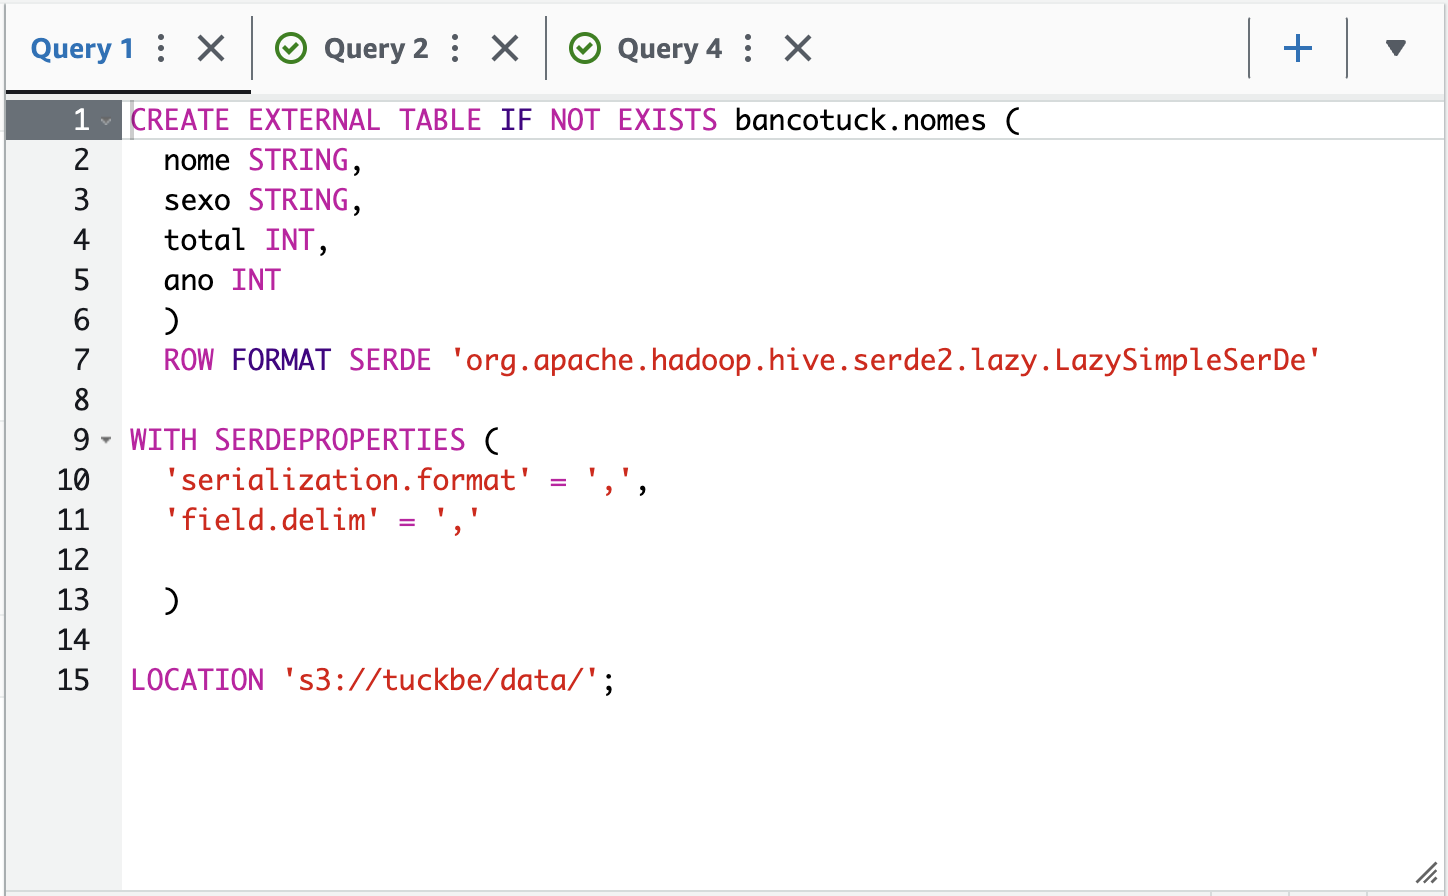 Query 1
Query 2
Query 4
1 CREATE EXTERNAL TABLE IF NOT EXISTS bancotuck.nomes (
2 nome STRING,
3 sexo STRING,
4 total INT,
5 ano INT
6 )
7 ROW FORMAT SERDE 'org.apache.hadoop.hive.serde2.lazy.LazySimpleSerDe'
8
9 WITH SERDEPROPERTIES (
10 'serialization.format' = ',',
11 'field.delim' = ','
12
13 )
14
15 LOCATION 's3://tuckbe/data/';